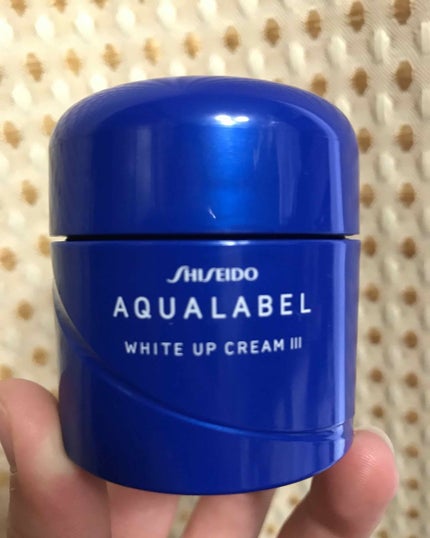 SHISEIDO
AQUALABEL
WHITE UP CREAM III